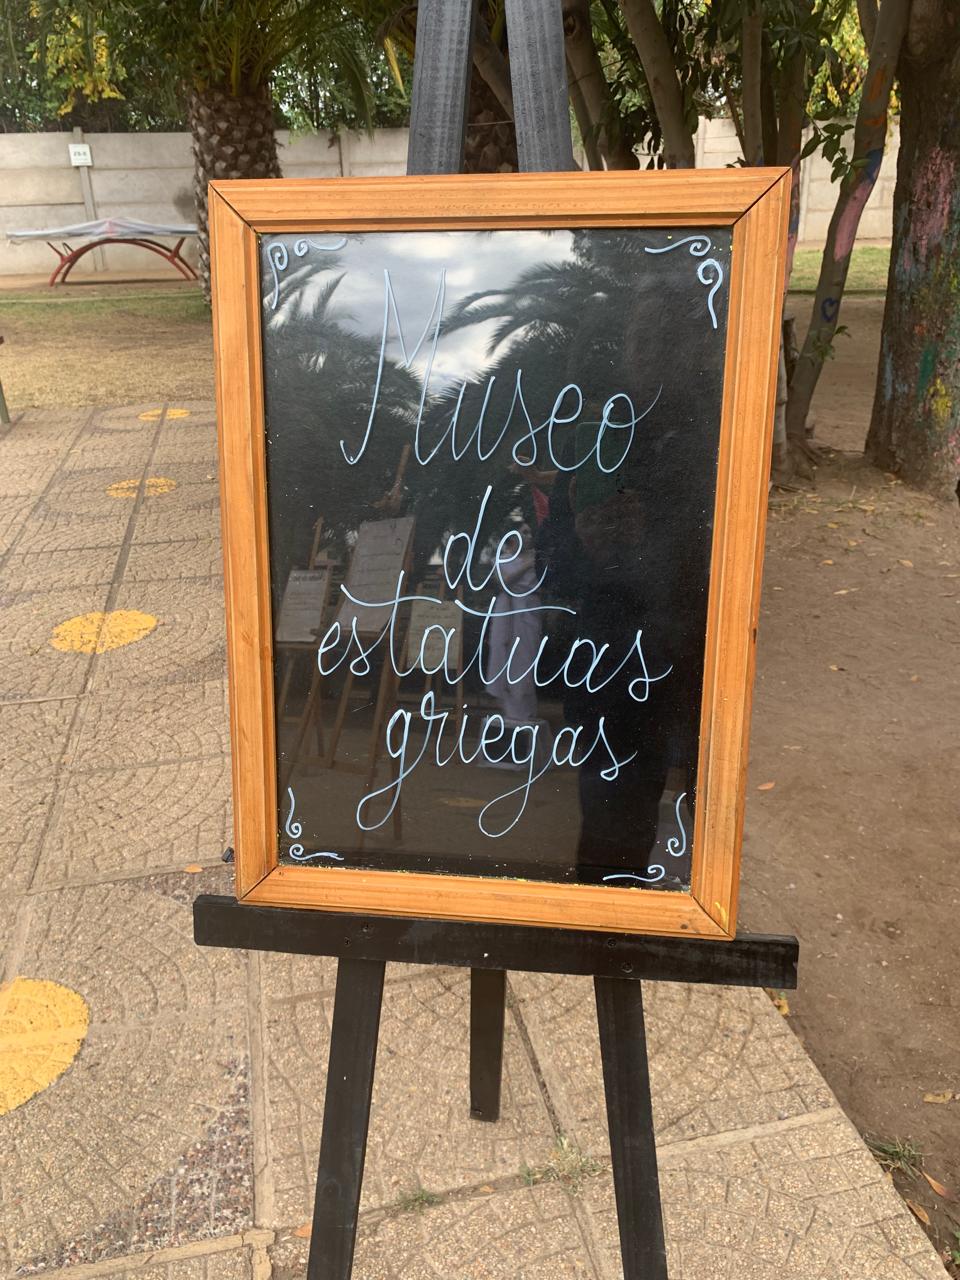 Museo
de
estatuas
griegas